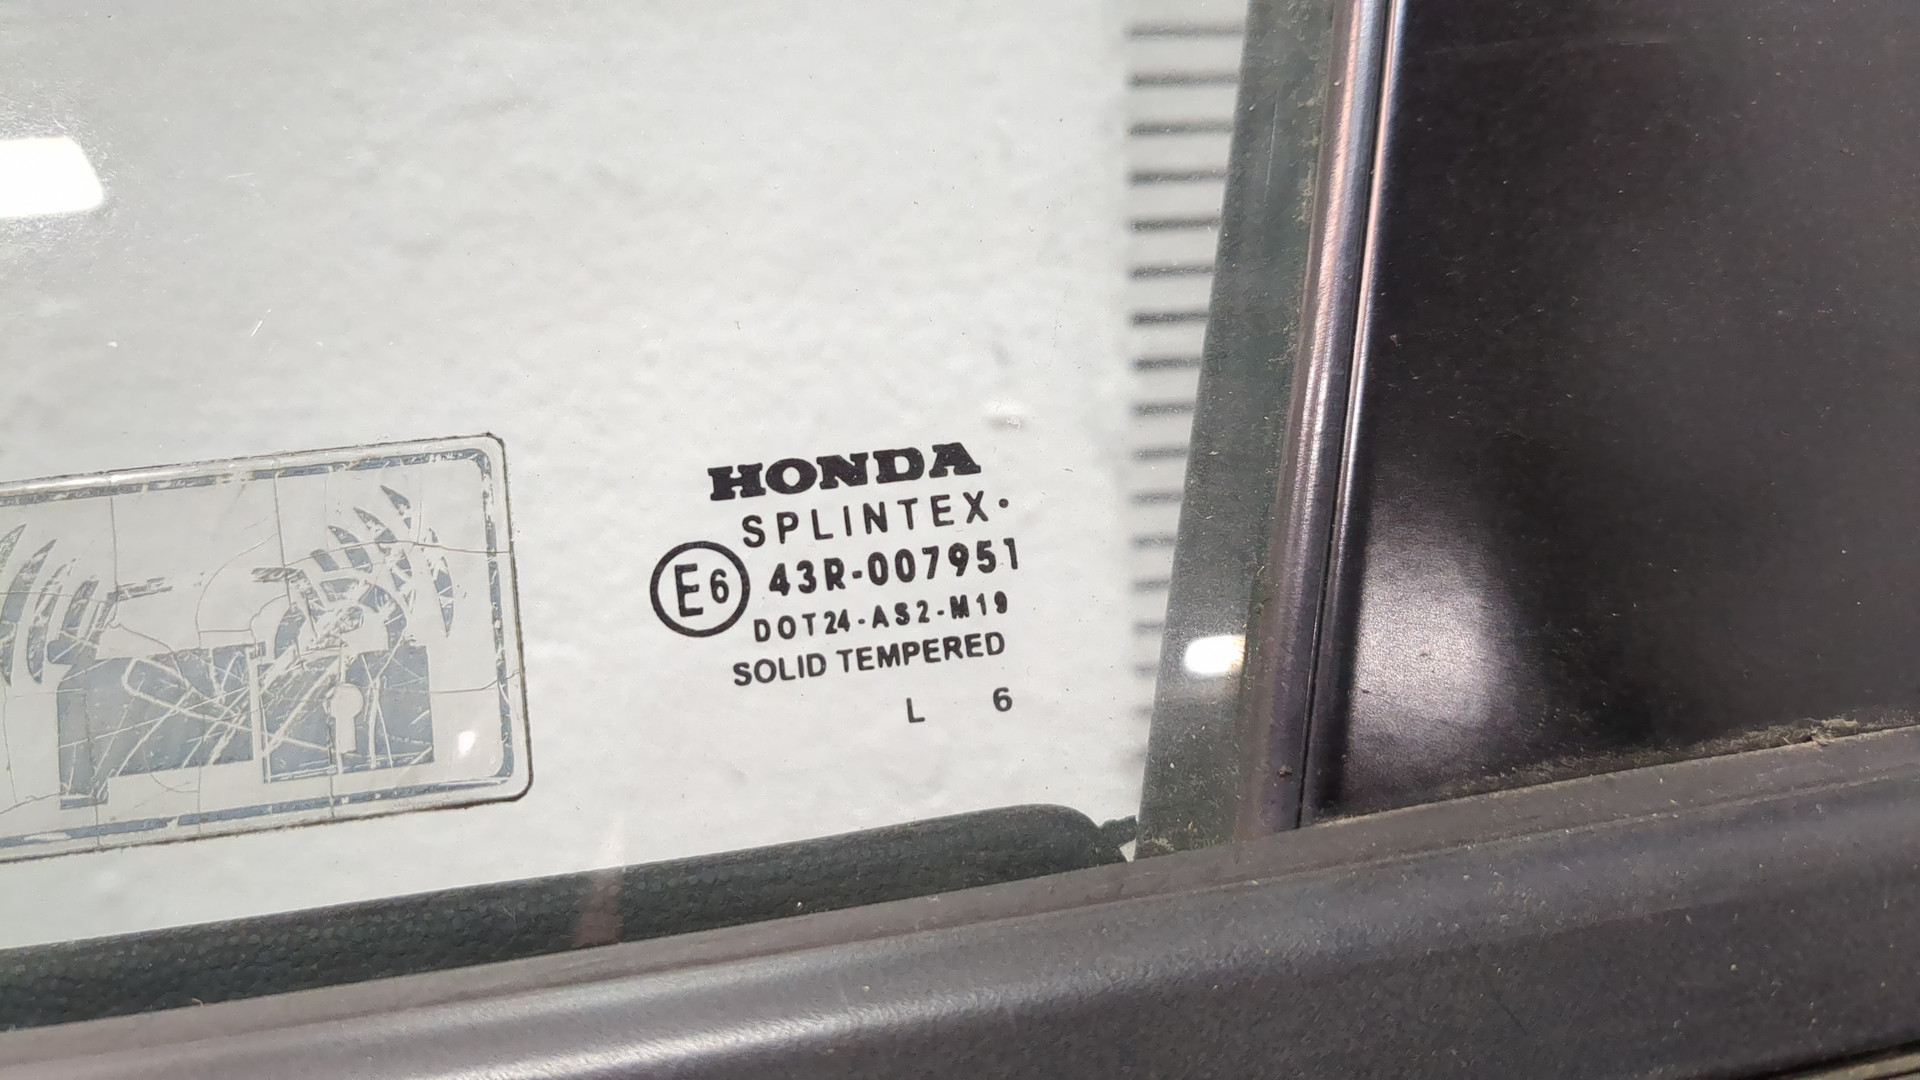 HONDA
SPLINTEX·
E6 43R-007951
DOT24-AS2-M19
SOLID TEMPERED
L 6